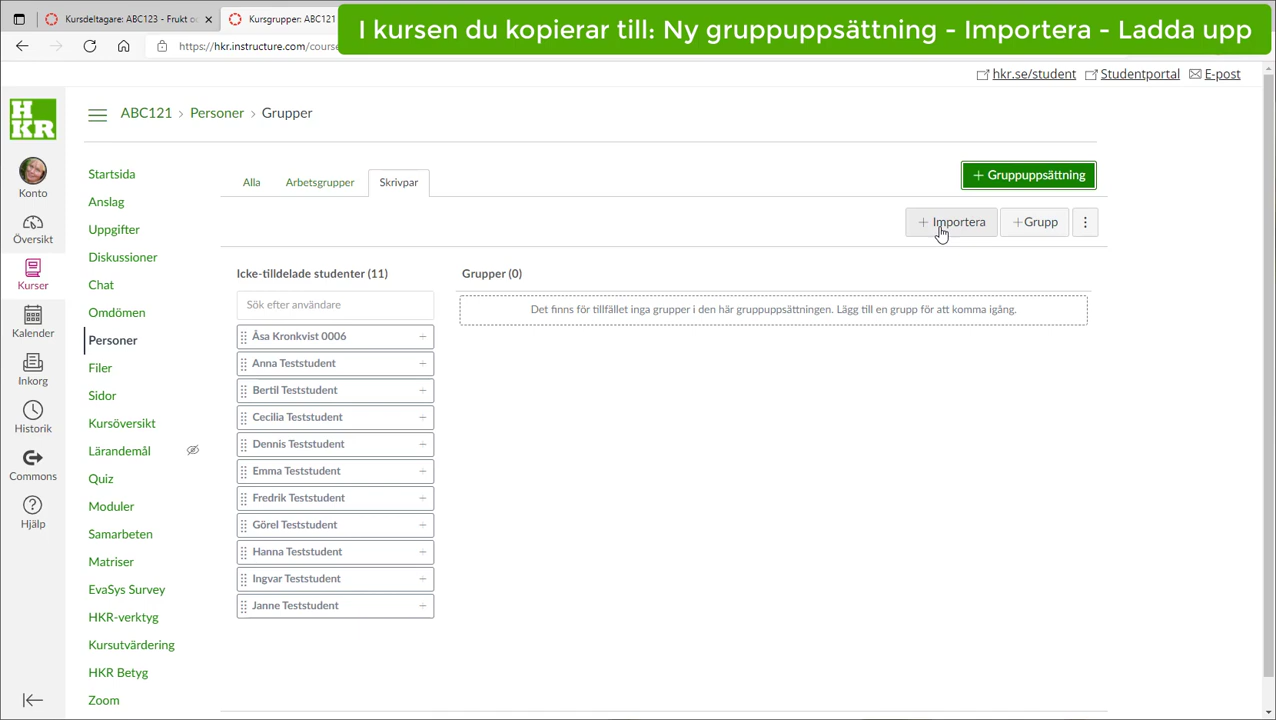 Kursdeltagare: ABC123 - Frukt o
Kursgrupper: ABC121
I kursen du kopierar till: Ny gruppuppsättning - Importera - Ladda upp
https://hkr.instructure.com/course
hkr.se/student
Studentportal
E-post
HKR
ABC121 › Personer › Grupper
Konto
Översikt
Kurser
Kalender
Inkorg
Historik
Commons
Hjälp
Startsida
Anslag
Uppgifter
Diskussioner
Chat
Omdömen
Personer
Filer
Sidor
Kursöversikt
Lärandemål
Quiz
Moduler
Samarbeten
Matriser
EvaSys Survey
HKR-verktyg
Kursutvärdering
HKR Betyg
Zoom
Alla
Arbetsgrupper
Skrivpar
+ Gruppuppsättning
+ Importera
+ Grupp
Icke-tilldelade studenter (11)
Sök efter användare
Åsa Kronkvist 0006
Anna Teststudent
Bertil Teststudent
Cecilia Teststudent
Dennis Teststudent
Emma Teststudent
Fredrik Teststudent
Görel Teststudent
Hanna Teststudent
Ingvar Teststudent
Janne Teststudent
Grupper (0)
Det finns för tillfället inga grupper i den här gruppuppsättningen. Lägg till en grupp för att komma igång.